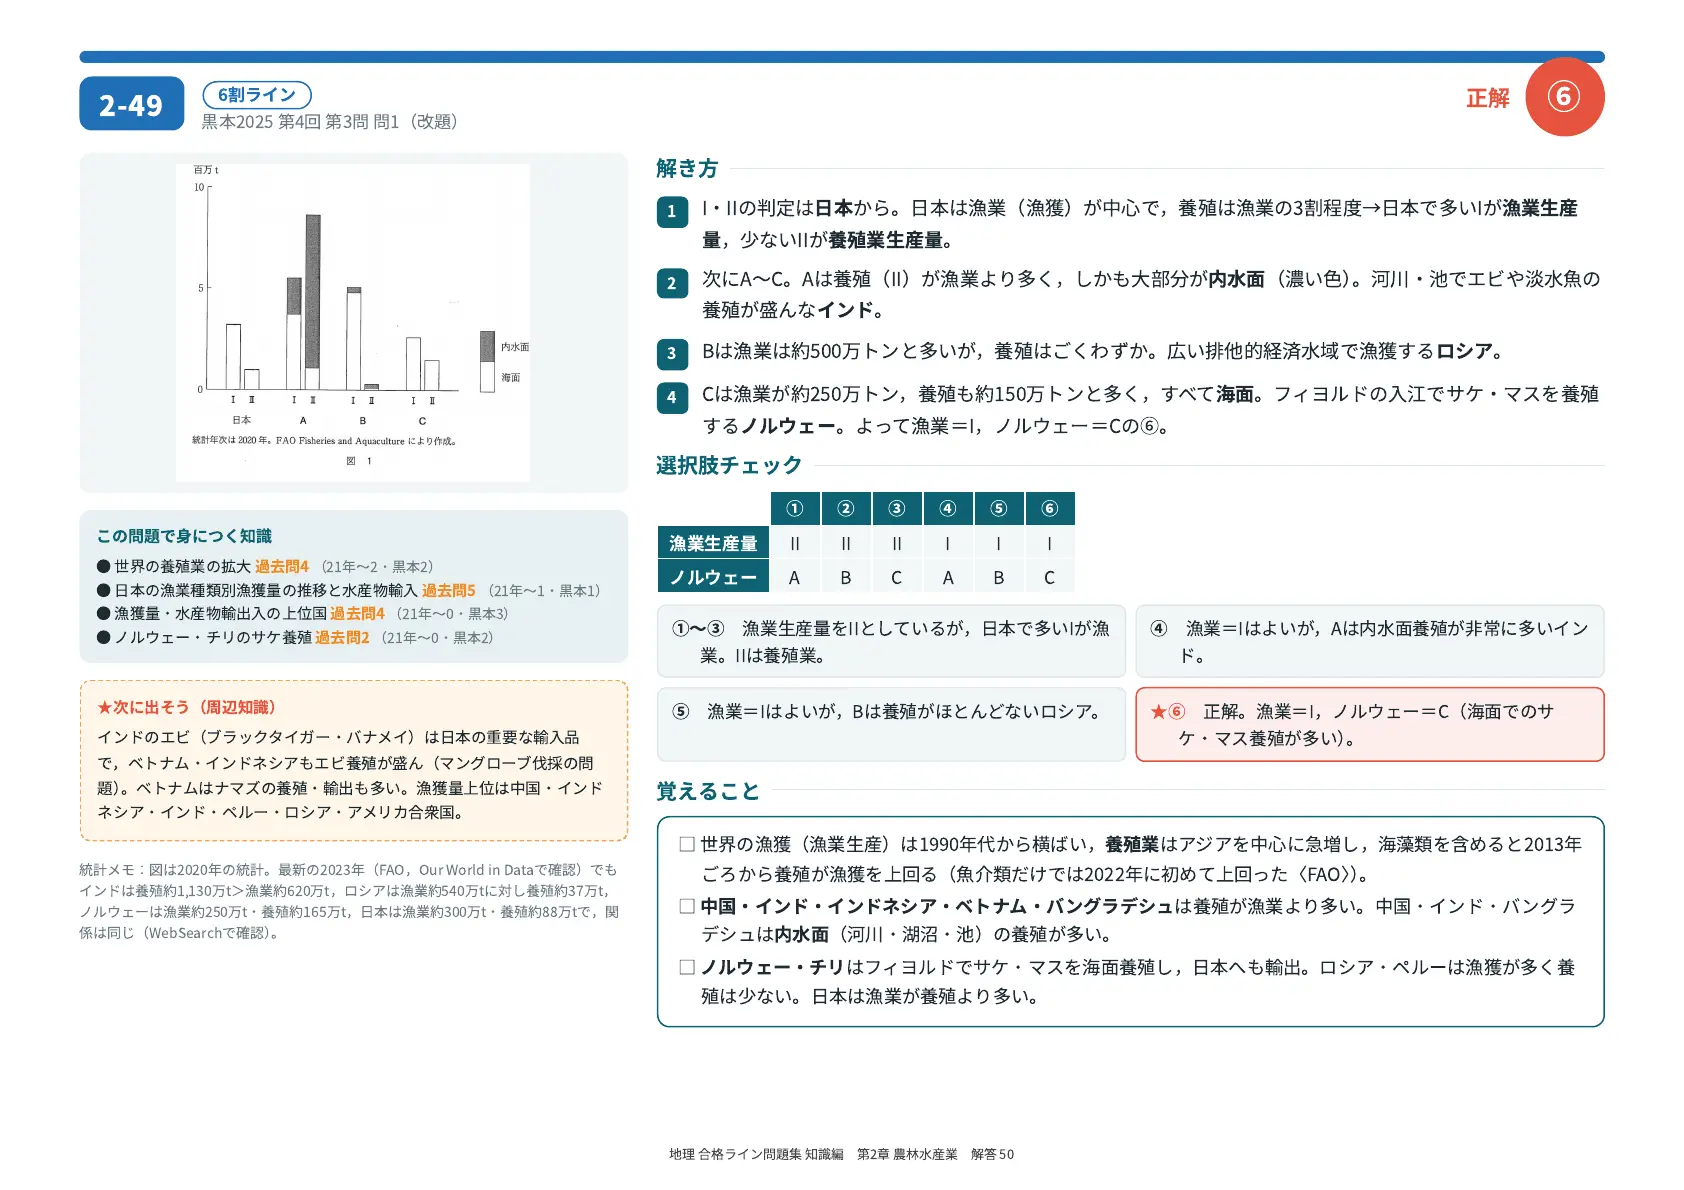 2-49
6割ライン
黒本2025 第4回 第3問 問1（改題）
正解 ⑥
百万 t
10
5
0
Ⅰ Ⅱ Ⅰ Ⅱ Ⅰ Ⅱ Ⅰ Ⅱ
日本 A B C
内水面
海面
統計年次は 2020 年。FAO Fisheries and Aquaculture により作成。
図 1
この問題で身につく知識
●世界の養殖業の拡大 過去問4 （21年〜2・黒本2）
●日本の漁業種類別漁獲量の推移と水産物輸入 過去問5 （21年〜1・黒本1）
●漁獲量・水産物輸出入の上位国 過去問4 （21年〜0・黒本3）
●ノルウェー・チリのサケ養殖 過去問2 （21年〜0・黒本2）
★次に出そう（周辺知識）
インドのエビ（ブラックタイガー・バナメイ）は日本の重要な輸入品
で，ベトナム・インドネシアもエビ養殖が盛ん（マングローブ伐採の問
題）。ベトナムはナマズの養殖・輸出も多い。漁獲量上位は中国・インド
ネシア・インド・ペルー・ロシア・アメリカ合衆国。
統計メモ：図は2020年の統計。最新の2023年（FAO，Our World in Dataで確認）でも
インドは養殖約1,130万t＞漁業約620万t，ロシアは漁業約540万tに対し養殖約37万t，
ノルウェーは漁業約250万t・養殖約165万t，日本は漁業約300万t・養殖約88万tで，関
係は同じ（WebSearchで確認）。
解き方
1 I・IIの判定は日本から。日本は漁業（漁獲）が中心で，養殖は漁業の3割程度→日本で多いIが漁業生産
量，少ないIIが養殖業生産量。
2 次にA〜C。Aは養殖（II）が漁業より多く，しかも大部分が内水面（濃い色）。河川・池でエビや淡水魚の
養殖が盛んなインド。
3 Bは漁業は約500万トンと多いが，養殖はごくわずか。広い排他的経済水域で漁獲するロシア。
4 Cは漁業が約250万トン，養殖も約150万トンと多く，すべて海面。フィヨルドの入江でサケ・マスを養殖
するノルウェー。よって漁業＝I，ノルウェー＝Cの⑥。
選択肢チェック
① ② ③ ④ ⑤ ⑥
漁業生産量 II II II I I I
ノルウェー A B C A B C
①〜③ 漁業生産量をIIとしているが，日本で多いIが漁
業。IIは養殖業。
④ 漁業＝Iはよいが，Aは内水面養殖が非常に多いイン
ド。
⑤ 漁業＝Iはよいが，Bは養殖がほとんどないロシア。
★⑥ 正解。漁業＝I，ノルウェー＝C（海面でのサ
ケ・マス養殖が多い）。
覚えること
□ 世界の漁獲（漁業生産）は1990年代から横ばい，養殖業はアジアを中心に急増し，海藻類を含めると2013年
ごろから養殖が漁獲を上回る（魚介類だけでは2022年に初めて上回った〈FAO〉）。
□ 中国・インド・インドネシア・ベトナム・バングラデシュは養殖が漁業より多い。中国・インド・バングラ
デシュは内水面（河川・湖沼・池）の養殖が多い。
□ ノルウェー・チリはフィヨルドでサケ・マスを海面養殖し，日本へも輸出。ロシア・ペルーは漁獲が多く養
殖は少ない。日本は漁業が養殖より多い。
地理 合格ライン問題集 知識編 第2章 農林水産業 解答 50